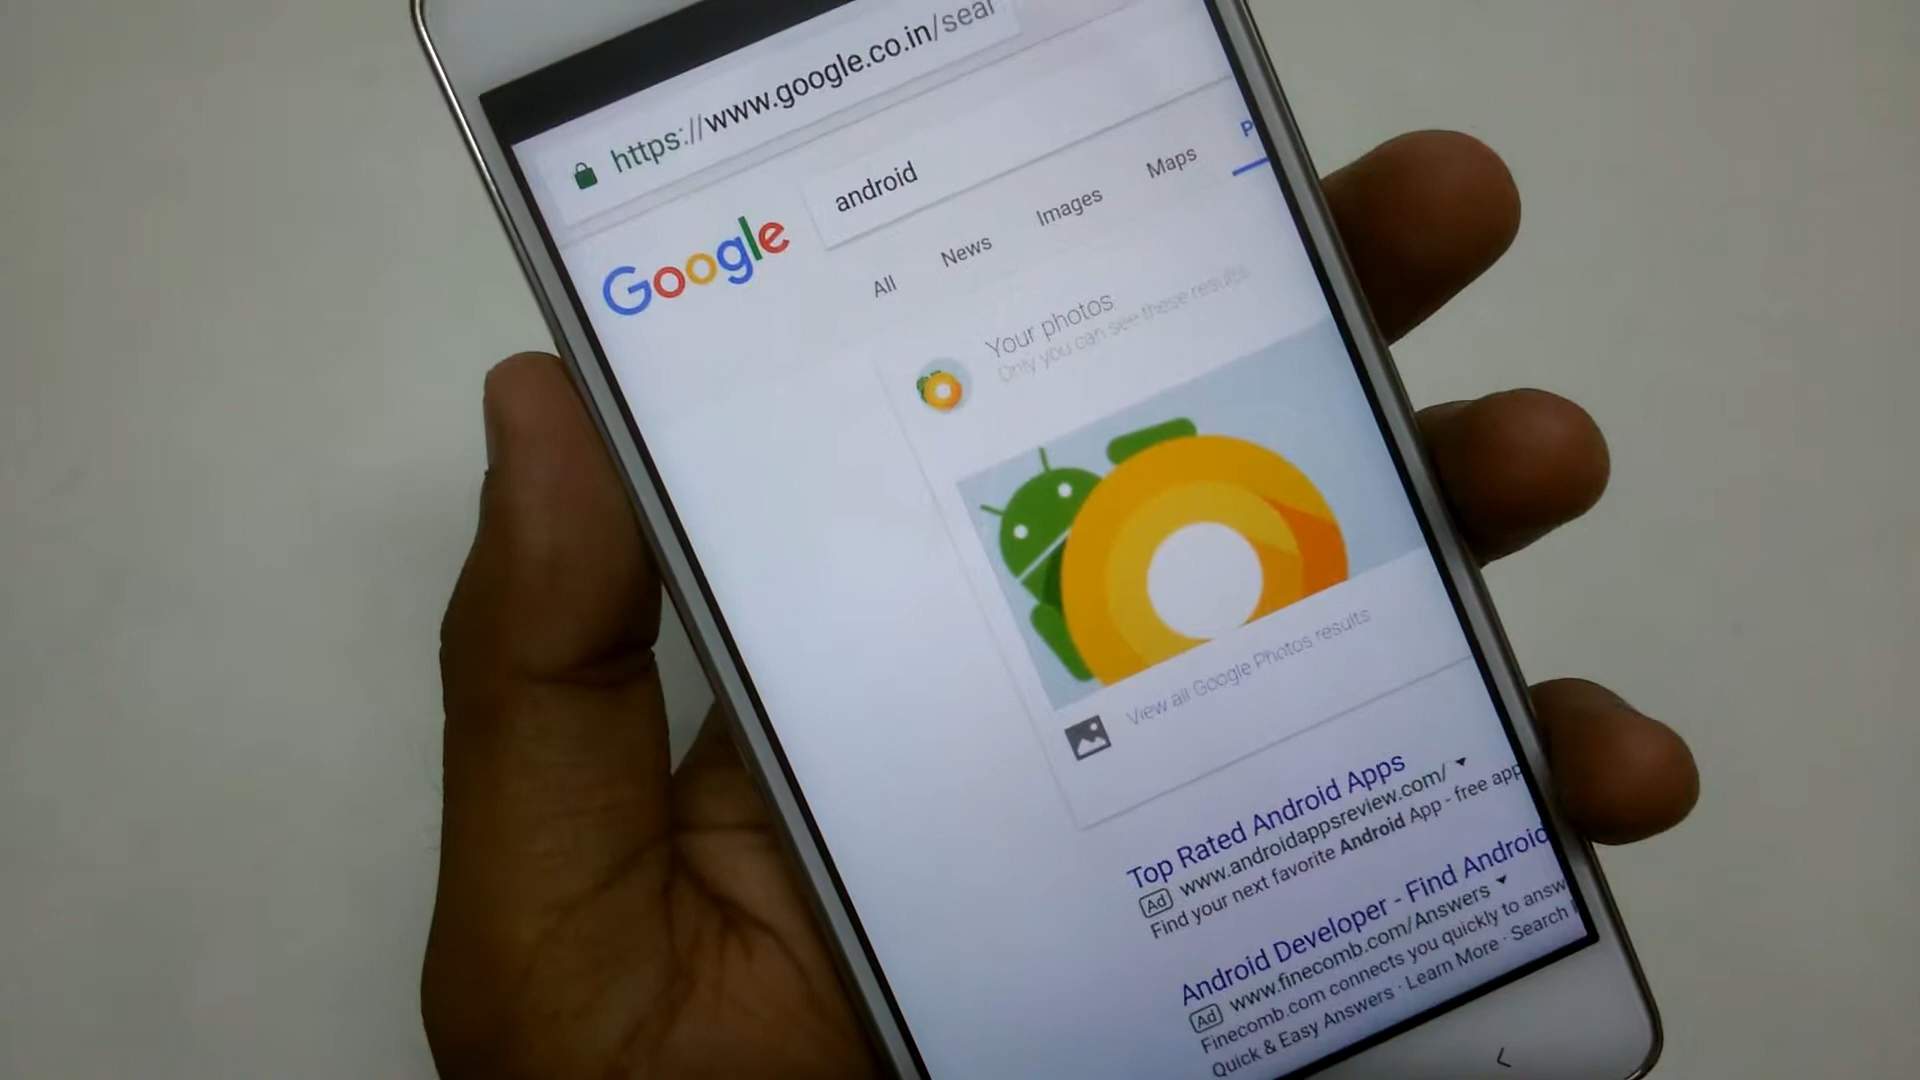 https://www.google.co.in/sear
Google
android
All News Images Maps P
Your photos
Only you can see these results
View all Google Photos results
Top Rated Android Apps
Ad www.androidappsreview.com/
Find your next favorite Android App - free app
Android Developer - Find Android
Ad www.finecomb.com/Answers
Finecomb.com connects you quickly to answ
Quick & Easy Answers · Learn More · Search